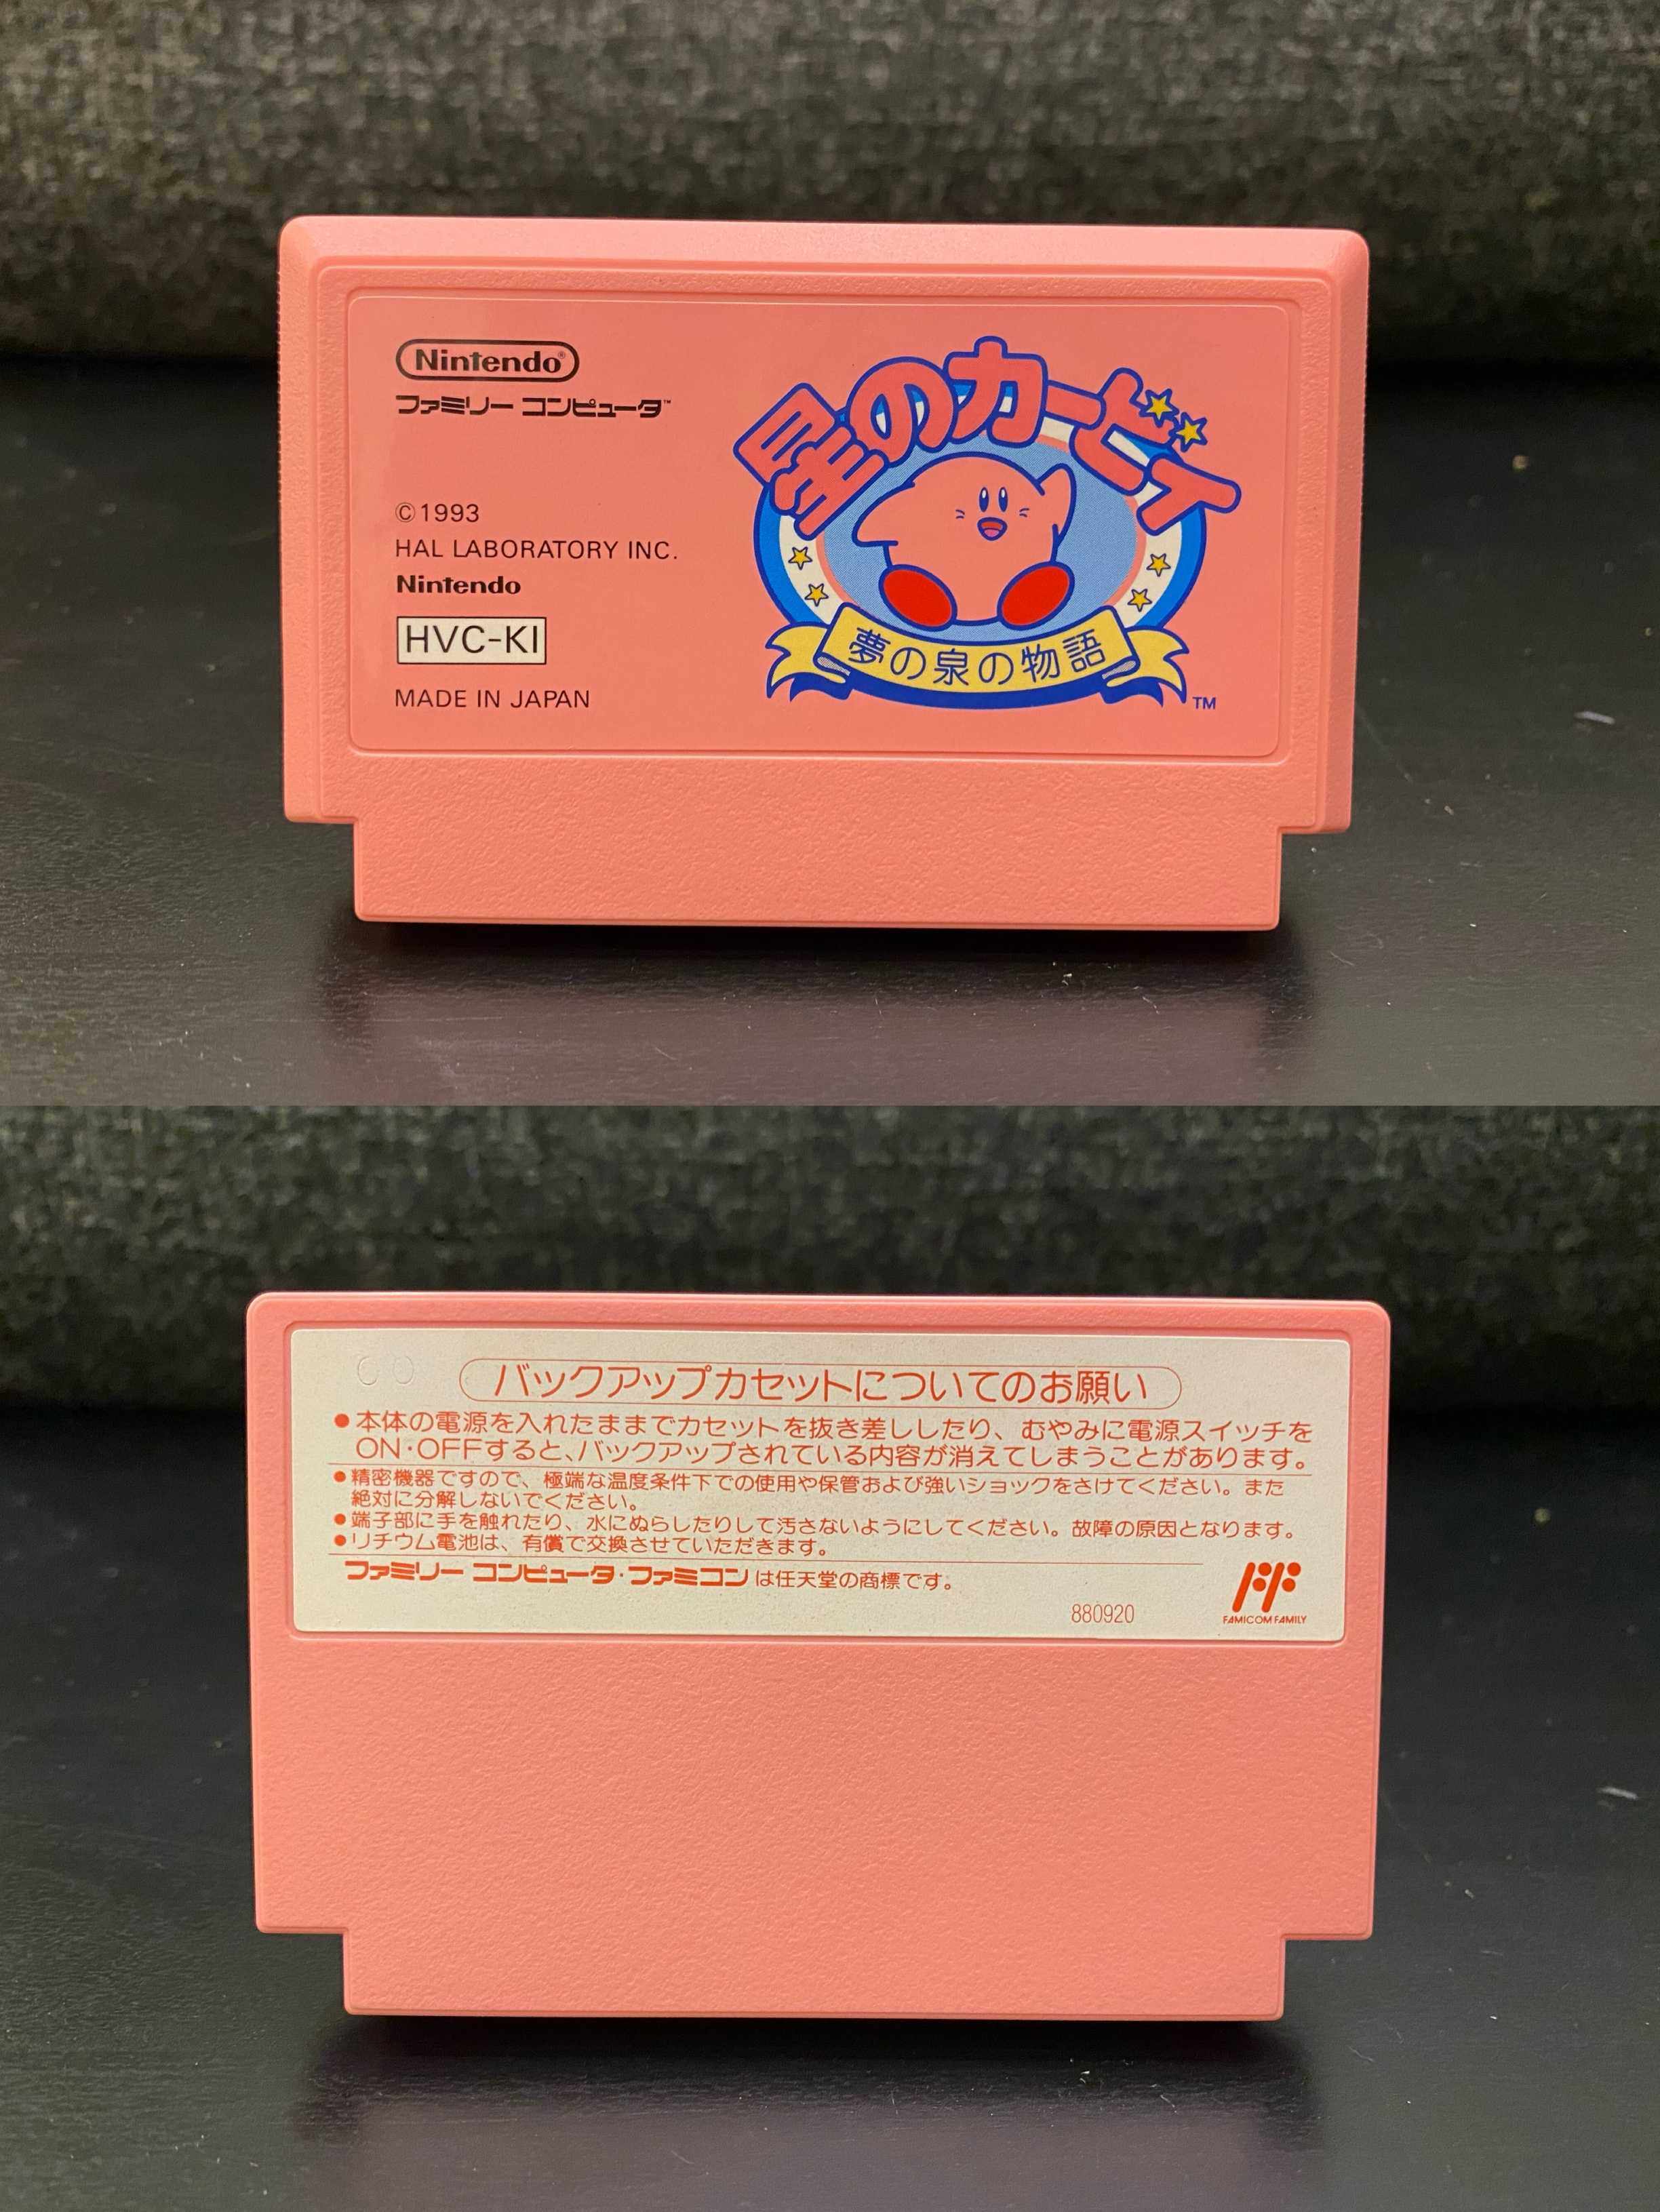 Nintendo®
ファミリー コンピュータ™
星のカービィ
©1993
HAL LABORATORY INC.
Nintendo
HVC-KI
MADE IN JAPAN
夢の泉の物語
TM
バックアップカセットについてのお願い
●本体の電源を入れたままでカセットを抜き差ししたり、むやみに電源スイッチを
ON・OFFすると、バックアップされている内容が消えてしまうことがあります。
●精密機器ですので、極端な温度条件下での使用や保管および強いショックをさけてください。また
絶対に分解しないでください。
●端子部に手を触れたり、水にぬらしたりして汚さないようにしてください。故障の原因となります。
●リチウム電池は、有償で交換させていただきます。
ファミリー コンピュータ・ファミコンは任天堂の商標です。
880920
FAMICOM FAMILY